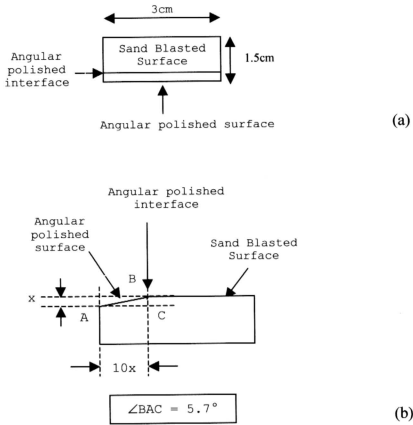 3cm
Sand Blasted
Surface
Angular
polished
interface
1.5cm
Angular polished surface
(a)
Angular polished
interface
Angular
polished
surface
Sand Blasted
Surface
B
x
A
C
10x
∠BAC = 5.7°
(b)